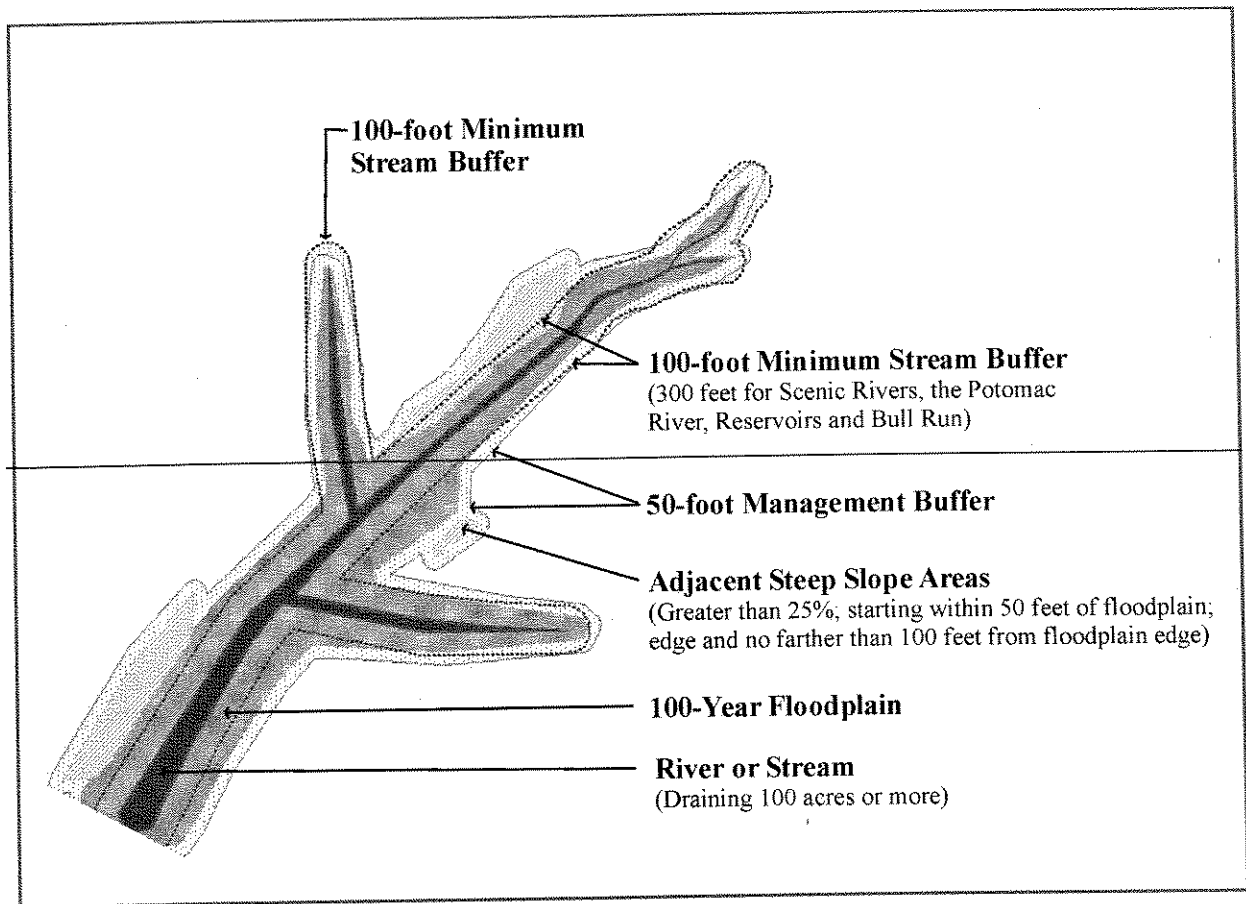 100-foot Minimum
Stream Buffer
100-foot Minimum Stream Buffer
(300 feet for Scenic Rivers, the Potomac
River, Reservoirs and Bull Run)
50-foot Management Buffer
Adjacent Steep Slope Areas
(Greater than 25%, starting within 50 feet of floodplain;
edge and no farther than 100 feet from floodplain edge)
100-Year Floodplain
River or Stream
(Draining 100 acres or more)